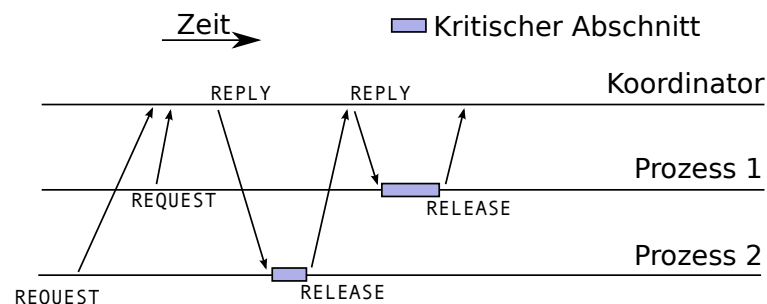 Zeit
Kritischer Abschnitt
Koordinator
REPLY
REPLY
Prozess 1
REQUEST
RELEASE
Prozess 2
REQUEST
RELEASE